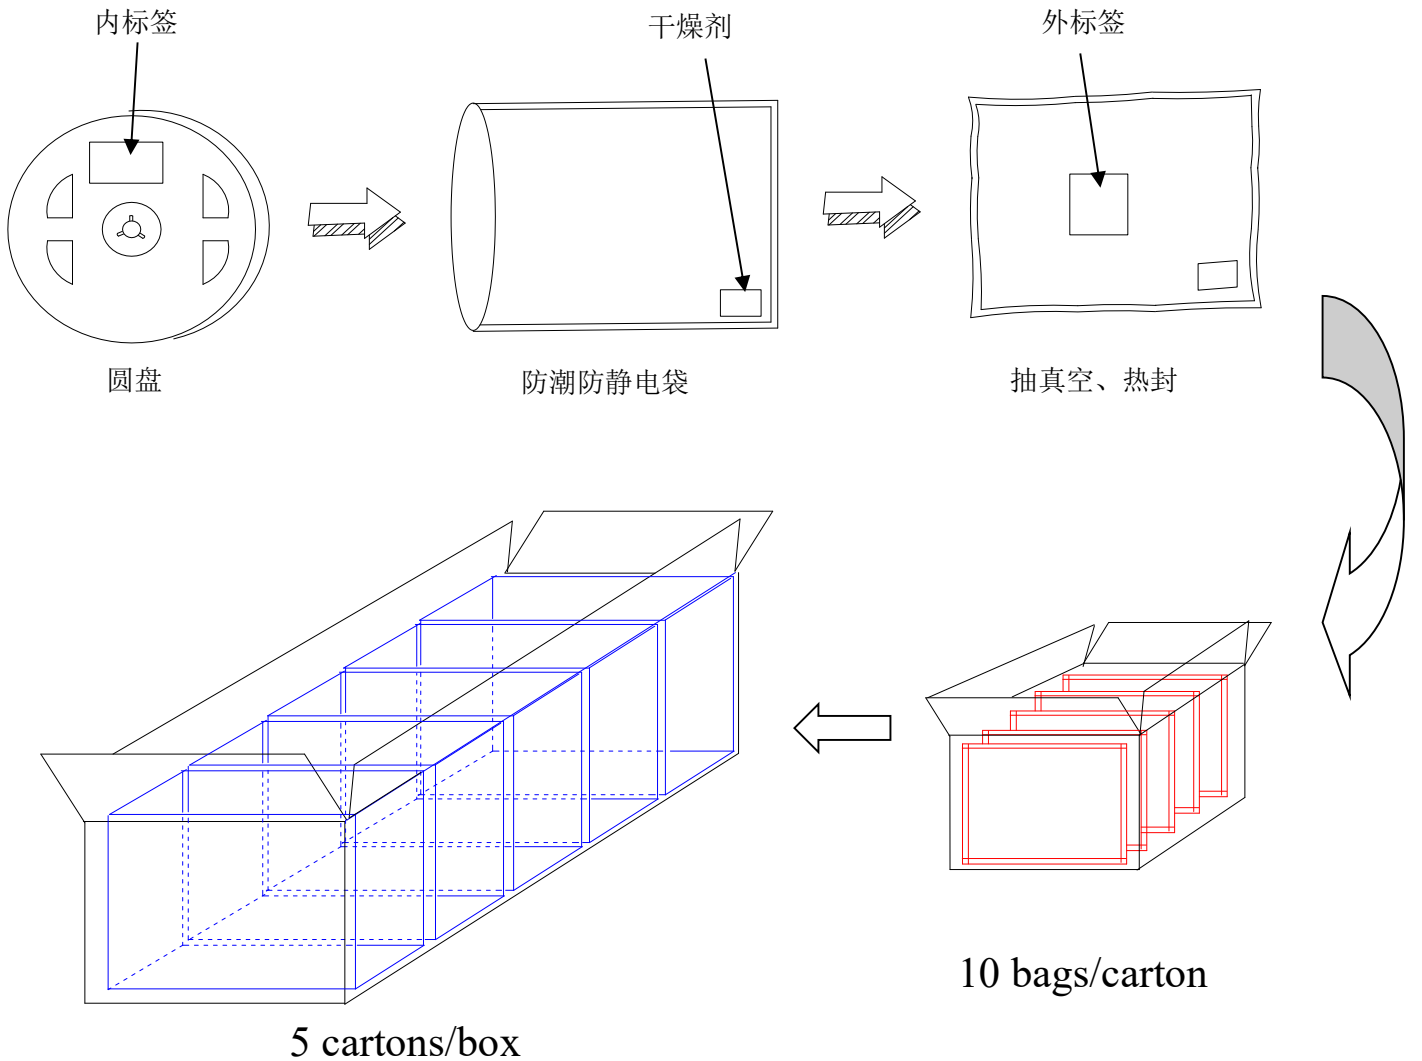 内标签
干燥剂
外标签
圆盘
防潮防静电袋
抽真空、热封
10 bags/carton
5 cartons/box